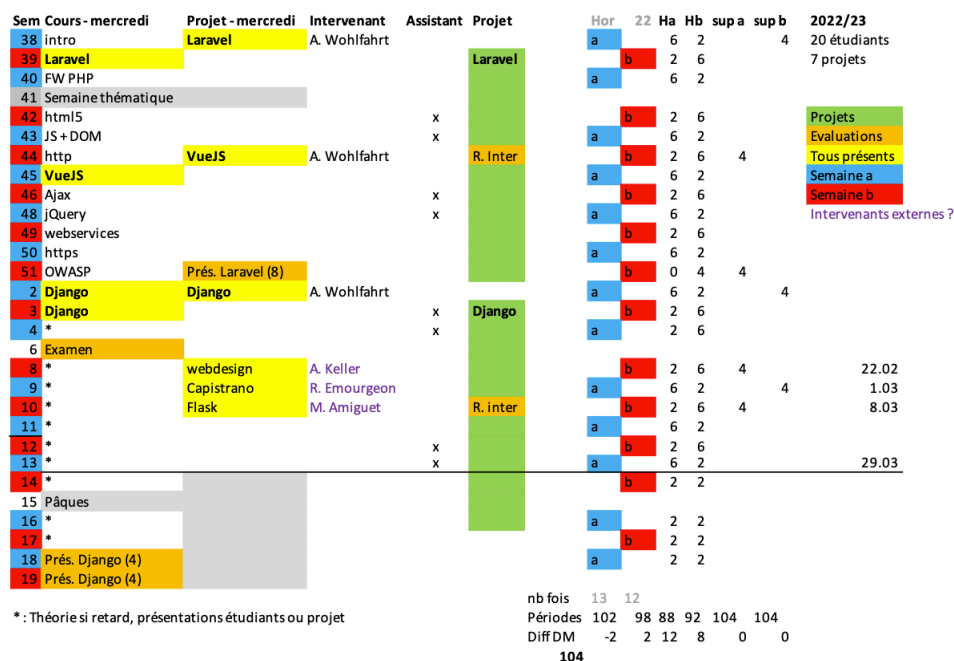 Sem Cours - mercredi Projet - mercredi Intervenant Assistant Projet Hor 22 Ha Hb sup a sup b 2022/23
38 intro Laravel A. Wohlfahrt a 6 2 4 20 étudiants
39 Laravel Laravel b 2 6 7 projets
40 FW PHP a 6 2
41 Semaine thématique
42 html5 x b 2 6 Projets
43 JS + DOM x a 6 2 Evaluations
44 http VueJS A. Wohlfahrt R. Inter b 2 6 4 Tous présents
45 VueJS a 6 2 Semaine a
46 Ajax x b 2 6 Semaine b
48 jQuery x a 6 2 Intervenants externes ?
49 webservices b 2 6
50 https a 6 2
51 OWASP Prés. Laravel (8) b 0 4 4
2 Django Django A. Wohlfahrt a 6 2 4
3 Django x Django b 2 6
4 * x a 2 6
6 Examen
8 * webdesign A. Keller b 2 6 4 22.02
9 * Capistrano R. Emourgeon a 6 2 4 1.03
10 * Flask M. Amiguet R. inter b 2 6 4 8.03
11 * a 6 2
12 * x b 2 6
13 * x a 6 2 29.03
14 * b 2 2
15 Pâques
16 * a 2 2
17 * b 2 2
18 Prés. Django (4) a 2 2
19 Prés. Django (4)
nb fois 13 12
* : Théorie si retard, présentations étudiants ou projet Périodes 102 98 88 92 104 104
Diff DM -2 2 12 8 0 0
104